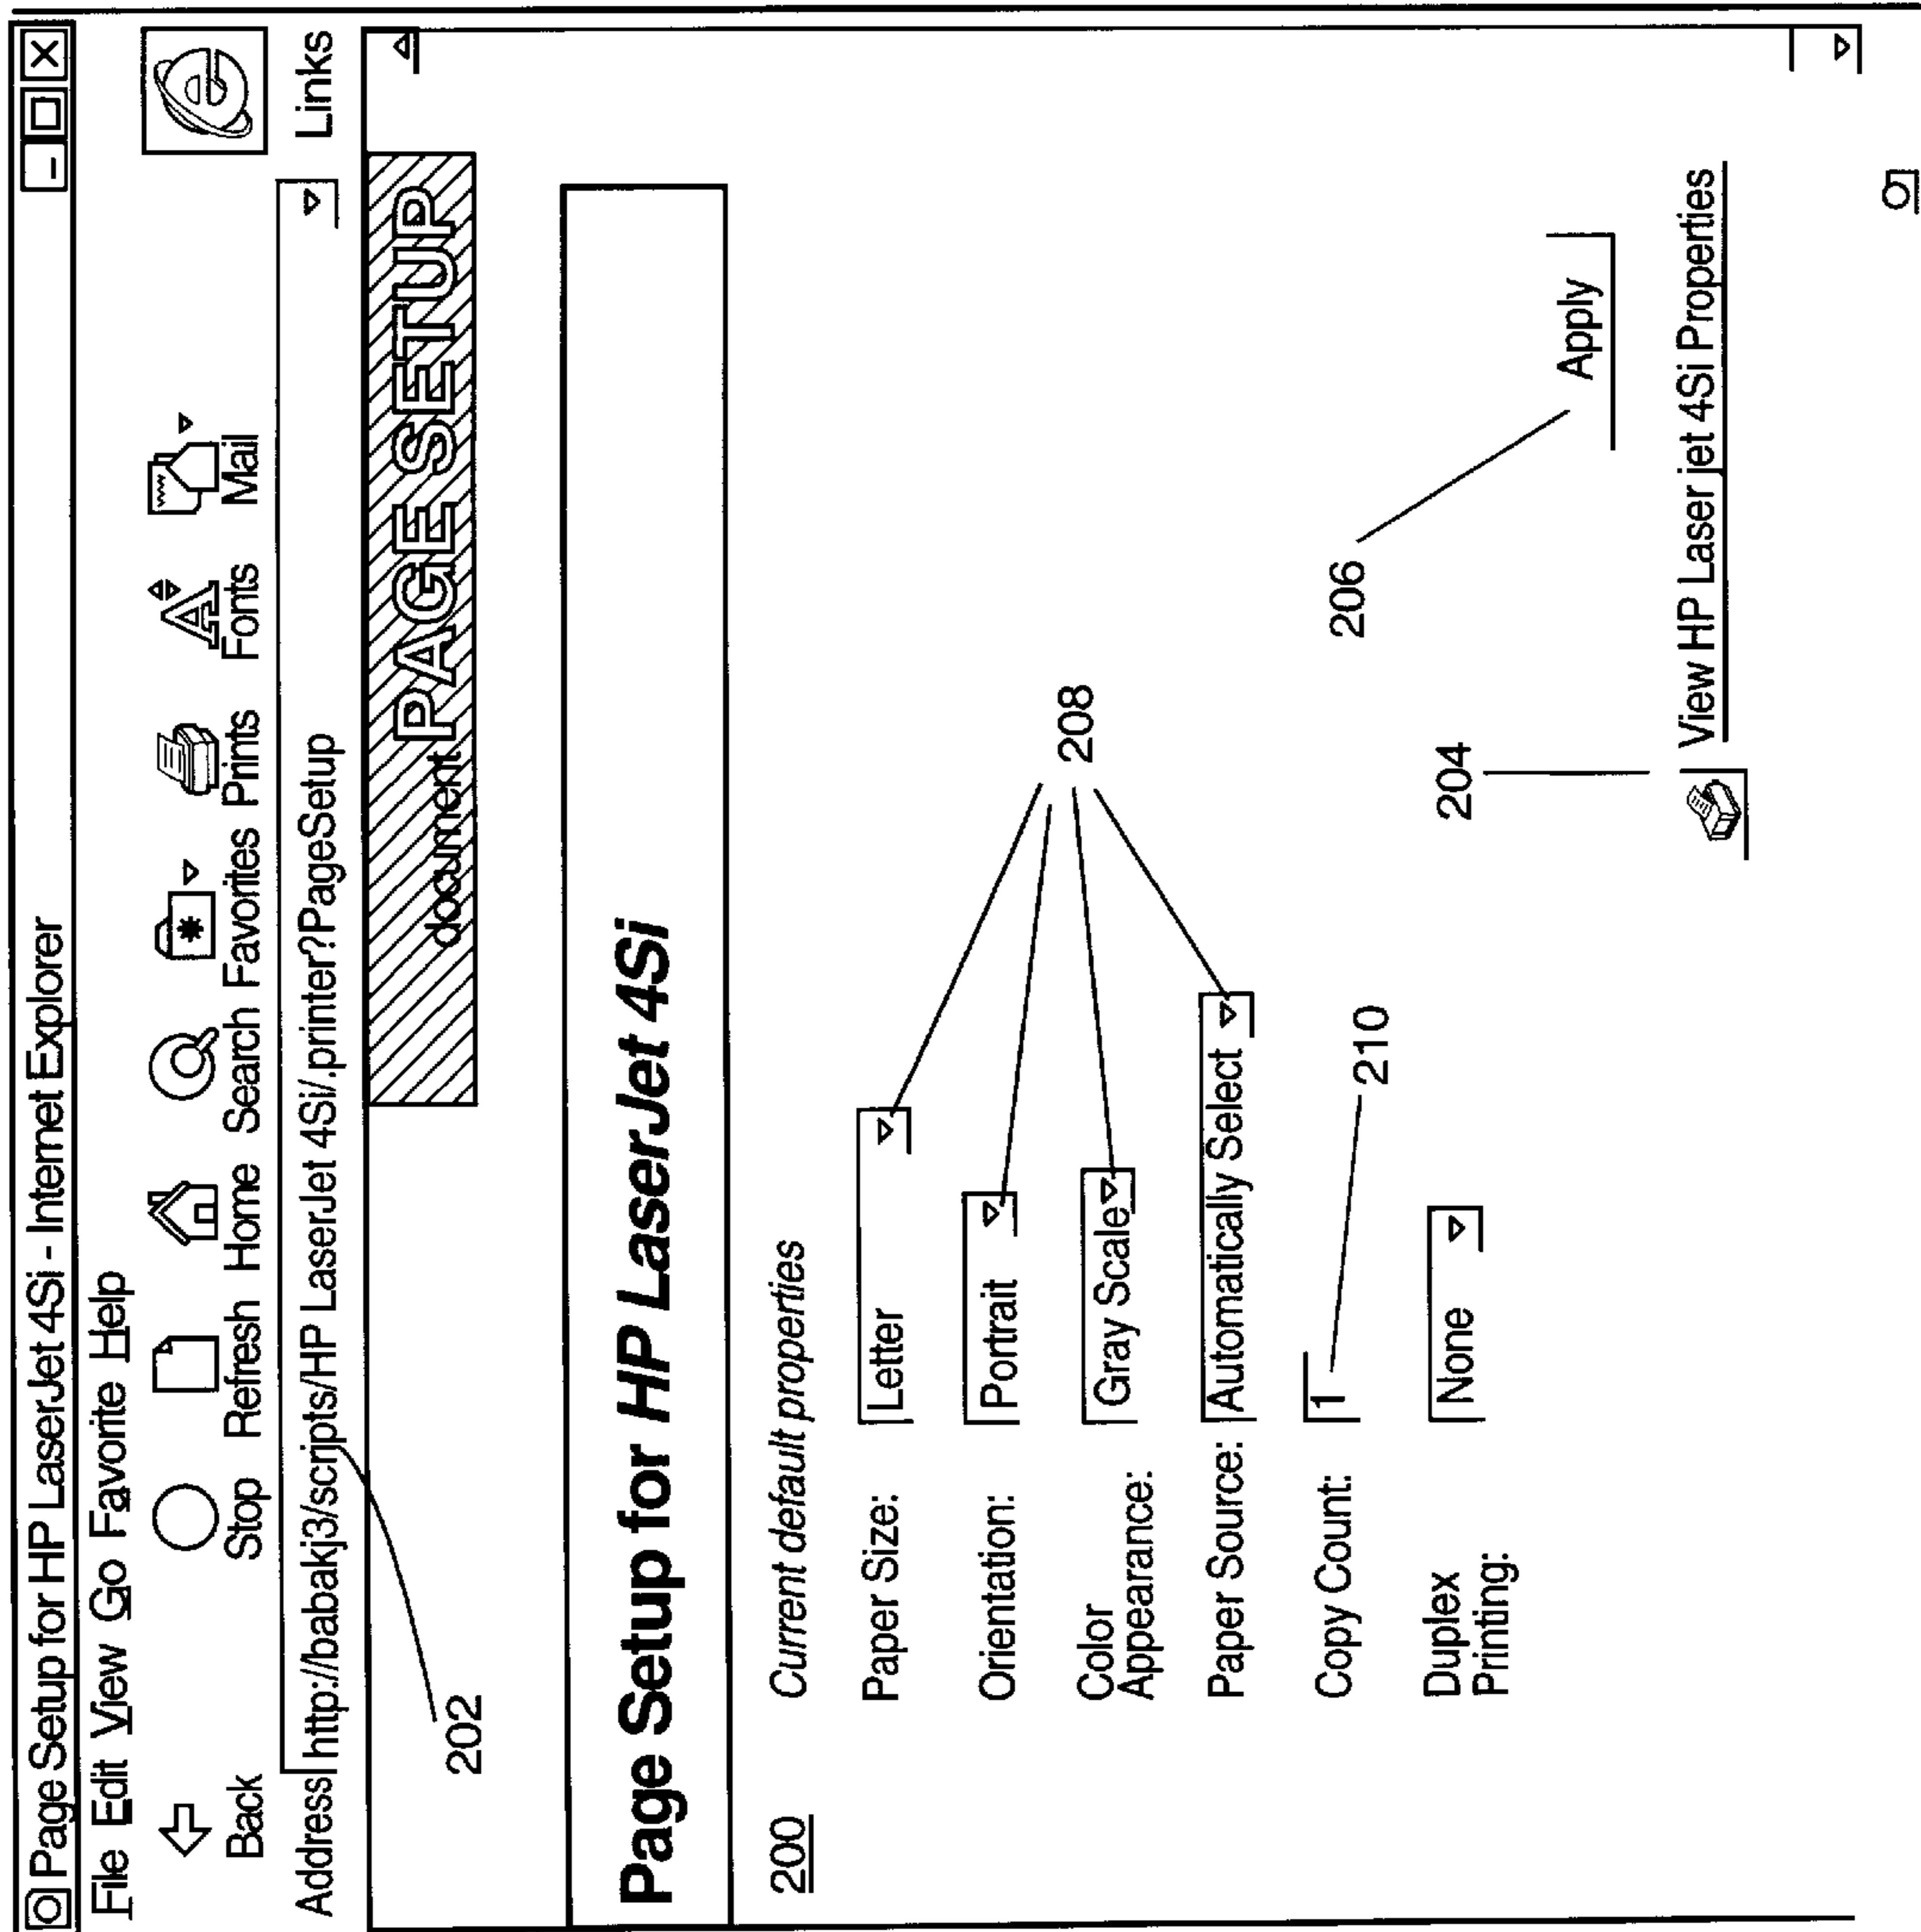 Page Setup for HP LaserJet 4Si - Internet Explorer
File Edit View Go Favorite Help
Back Stop Refresh Home Search Favorites Prints Fonts Mail
Address http://babakj3/scripts/HP LaserJet 4Si/.printer?PageSetup Links
202
document PAGE SETUP
Page Setup for HP LaserJet 4Si
200
Current default properties
Paper Size: Letter
Orientation: Portrait
208
Color
Appearance: Gray Scale
Paper Source: Automatically Select
Copy Count: 1
210
206
Duplex
Printing: None
204
Apply
View HP Laser jet 4Si Properties